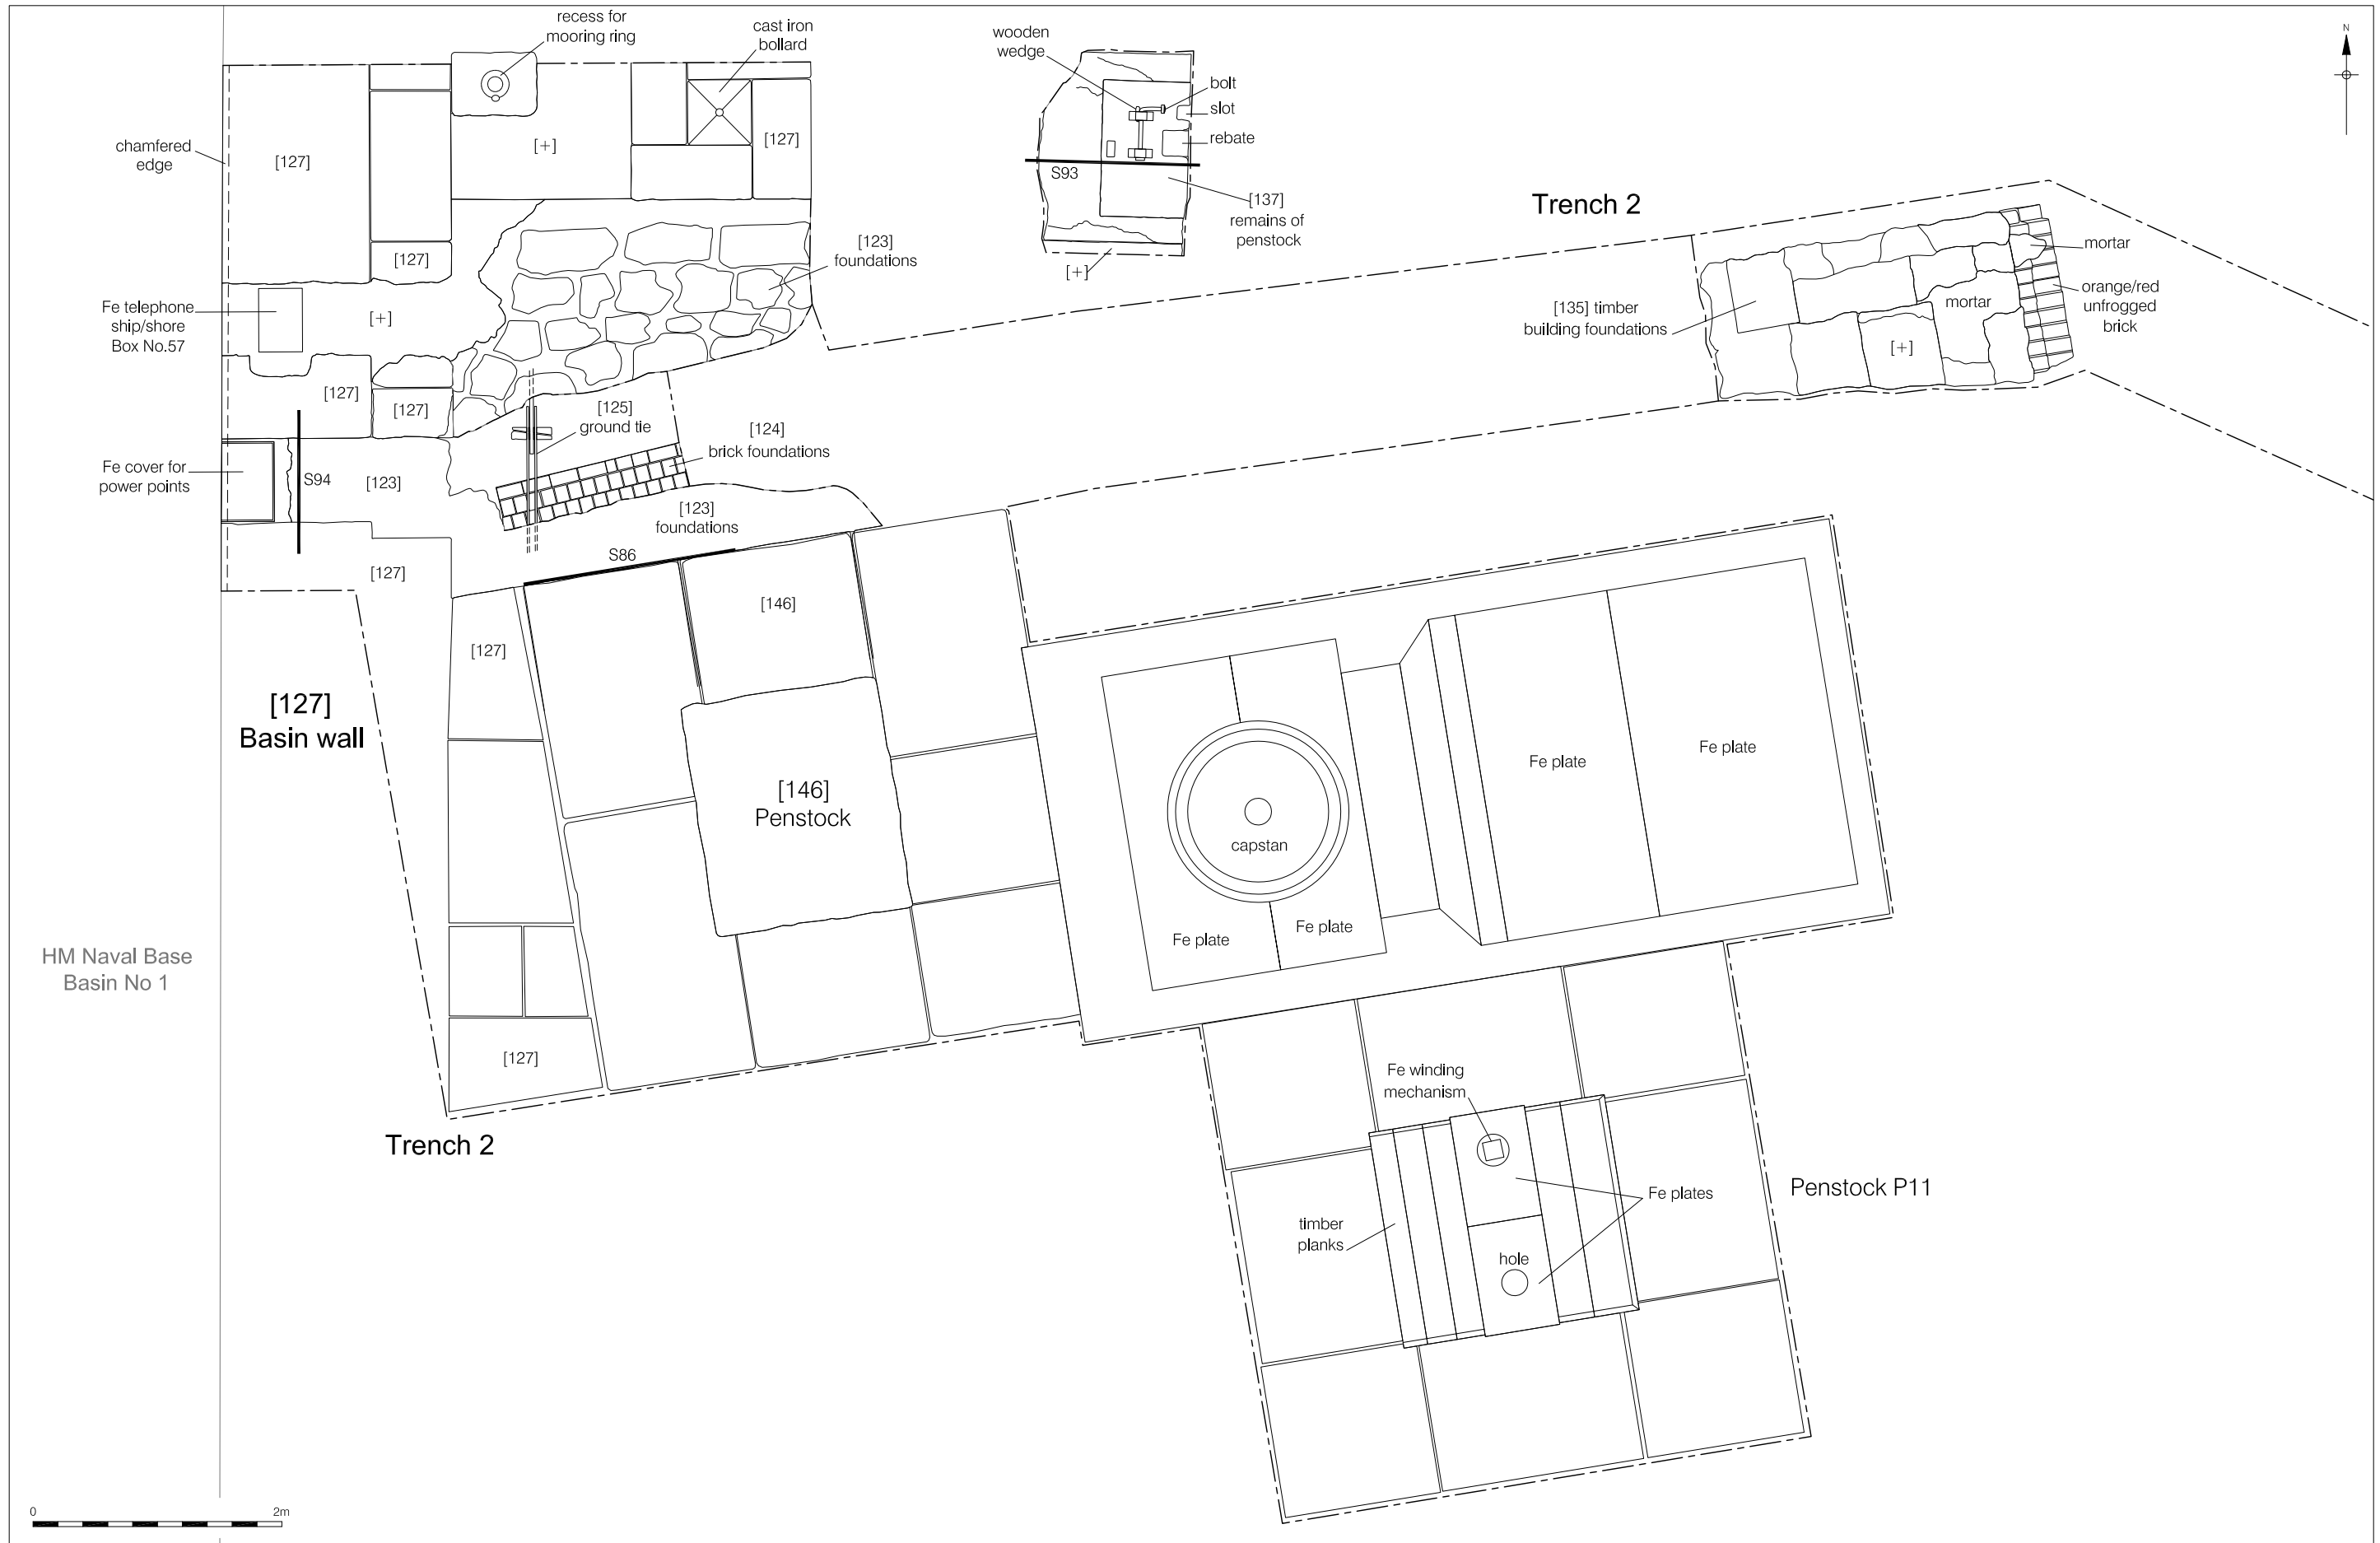 recess for
mooring ring
cast iron
bollard
wooden
wedge
bolt
slot
rebate
N
chamfered
edge
[127]
[+]
[127]
S93
[137]
remains of
penstock
[+]
Trench 2
[127]
[123]
foundations
mortar
Fe telephone
ship/shore
Box No.57
[+]
[135] timber
building foundations
mortar
orange/red
unfrogged
brick
[+]
[127]
[127]
[125]
ground tie
[124]
brick foundations
Fe cover for
power points
S94
[123]
[123]
foundations
S86
[127]
[146]
[127]
[127]
Basin wall
[146]
Penstock
Fe plate
Fe plate
capstan
Fe plate
Fe plate
HM Naval Base
Basin No 1
[127]
Trench 2
Fe winding
mechanism
Fe plates
Penstock P11
timber
planks
hole
0
2m